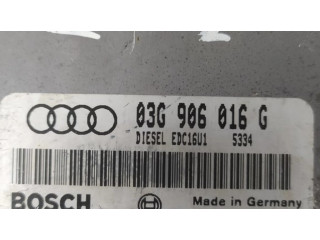 03G 906 016 G
DIESEL EDC16U1 5334
BOSCH Made in Germany